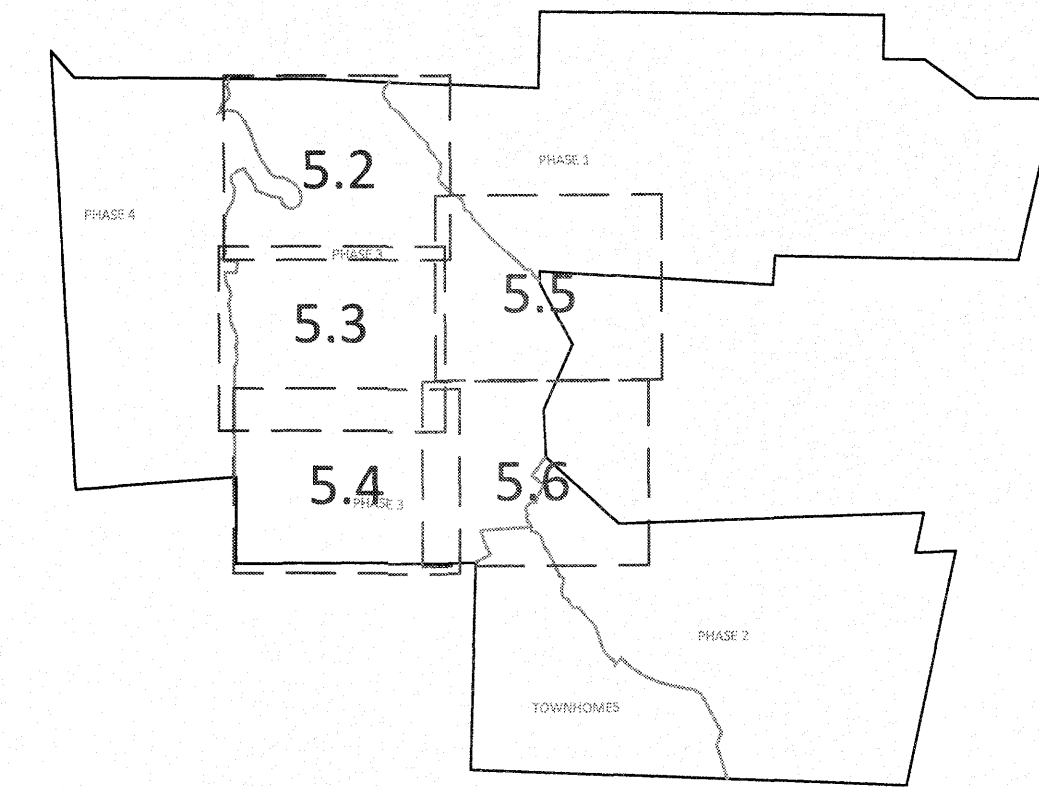 PHASE 1
5.2
PHASE 4
PHASE 3
5.5
5.3
5.4
PHASE 3
5.6
PHASE 2
TOWNHOMES